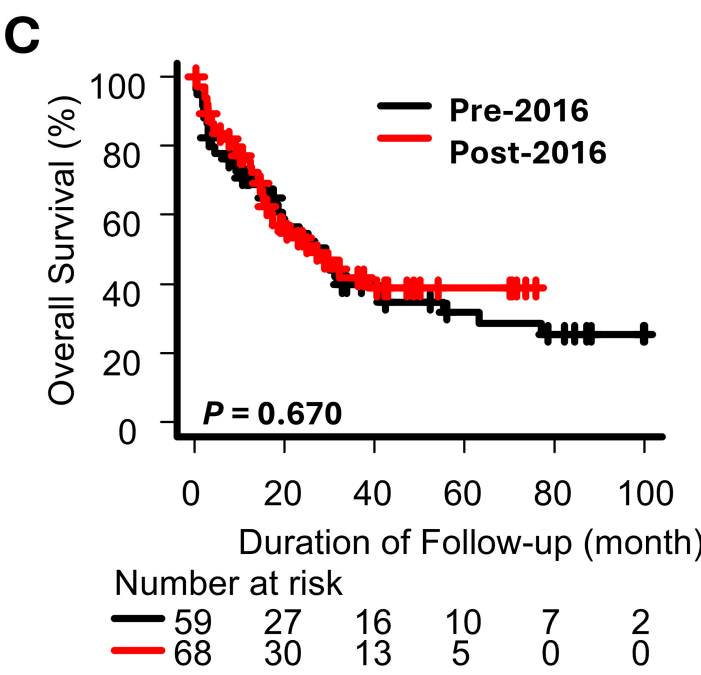 C
Overall Survival (%)
100
80
60
40
20
0
Pre-2016
Post-2016
P = 0.670
0 20 40 60 80 100
Duration of Follow-up (month)
Number at risk
59 27 16 10 7 2
68 30 13 5 0 0